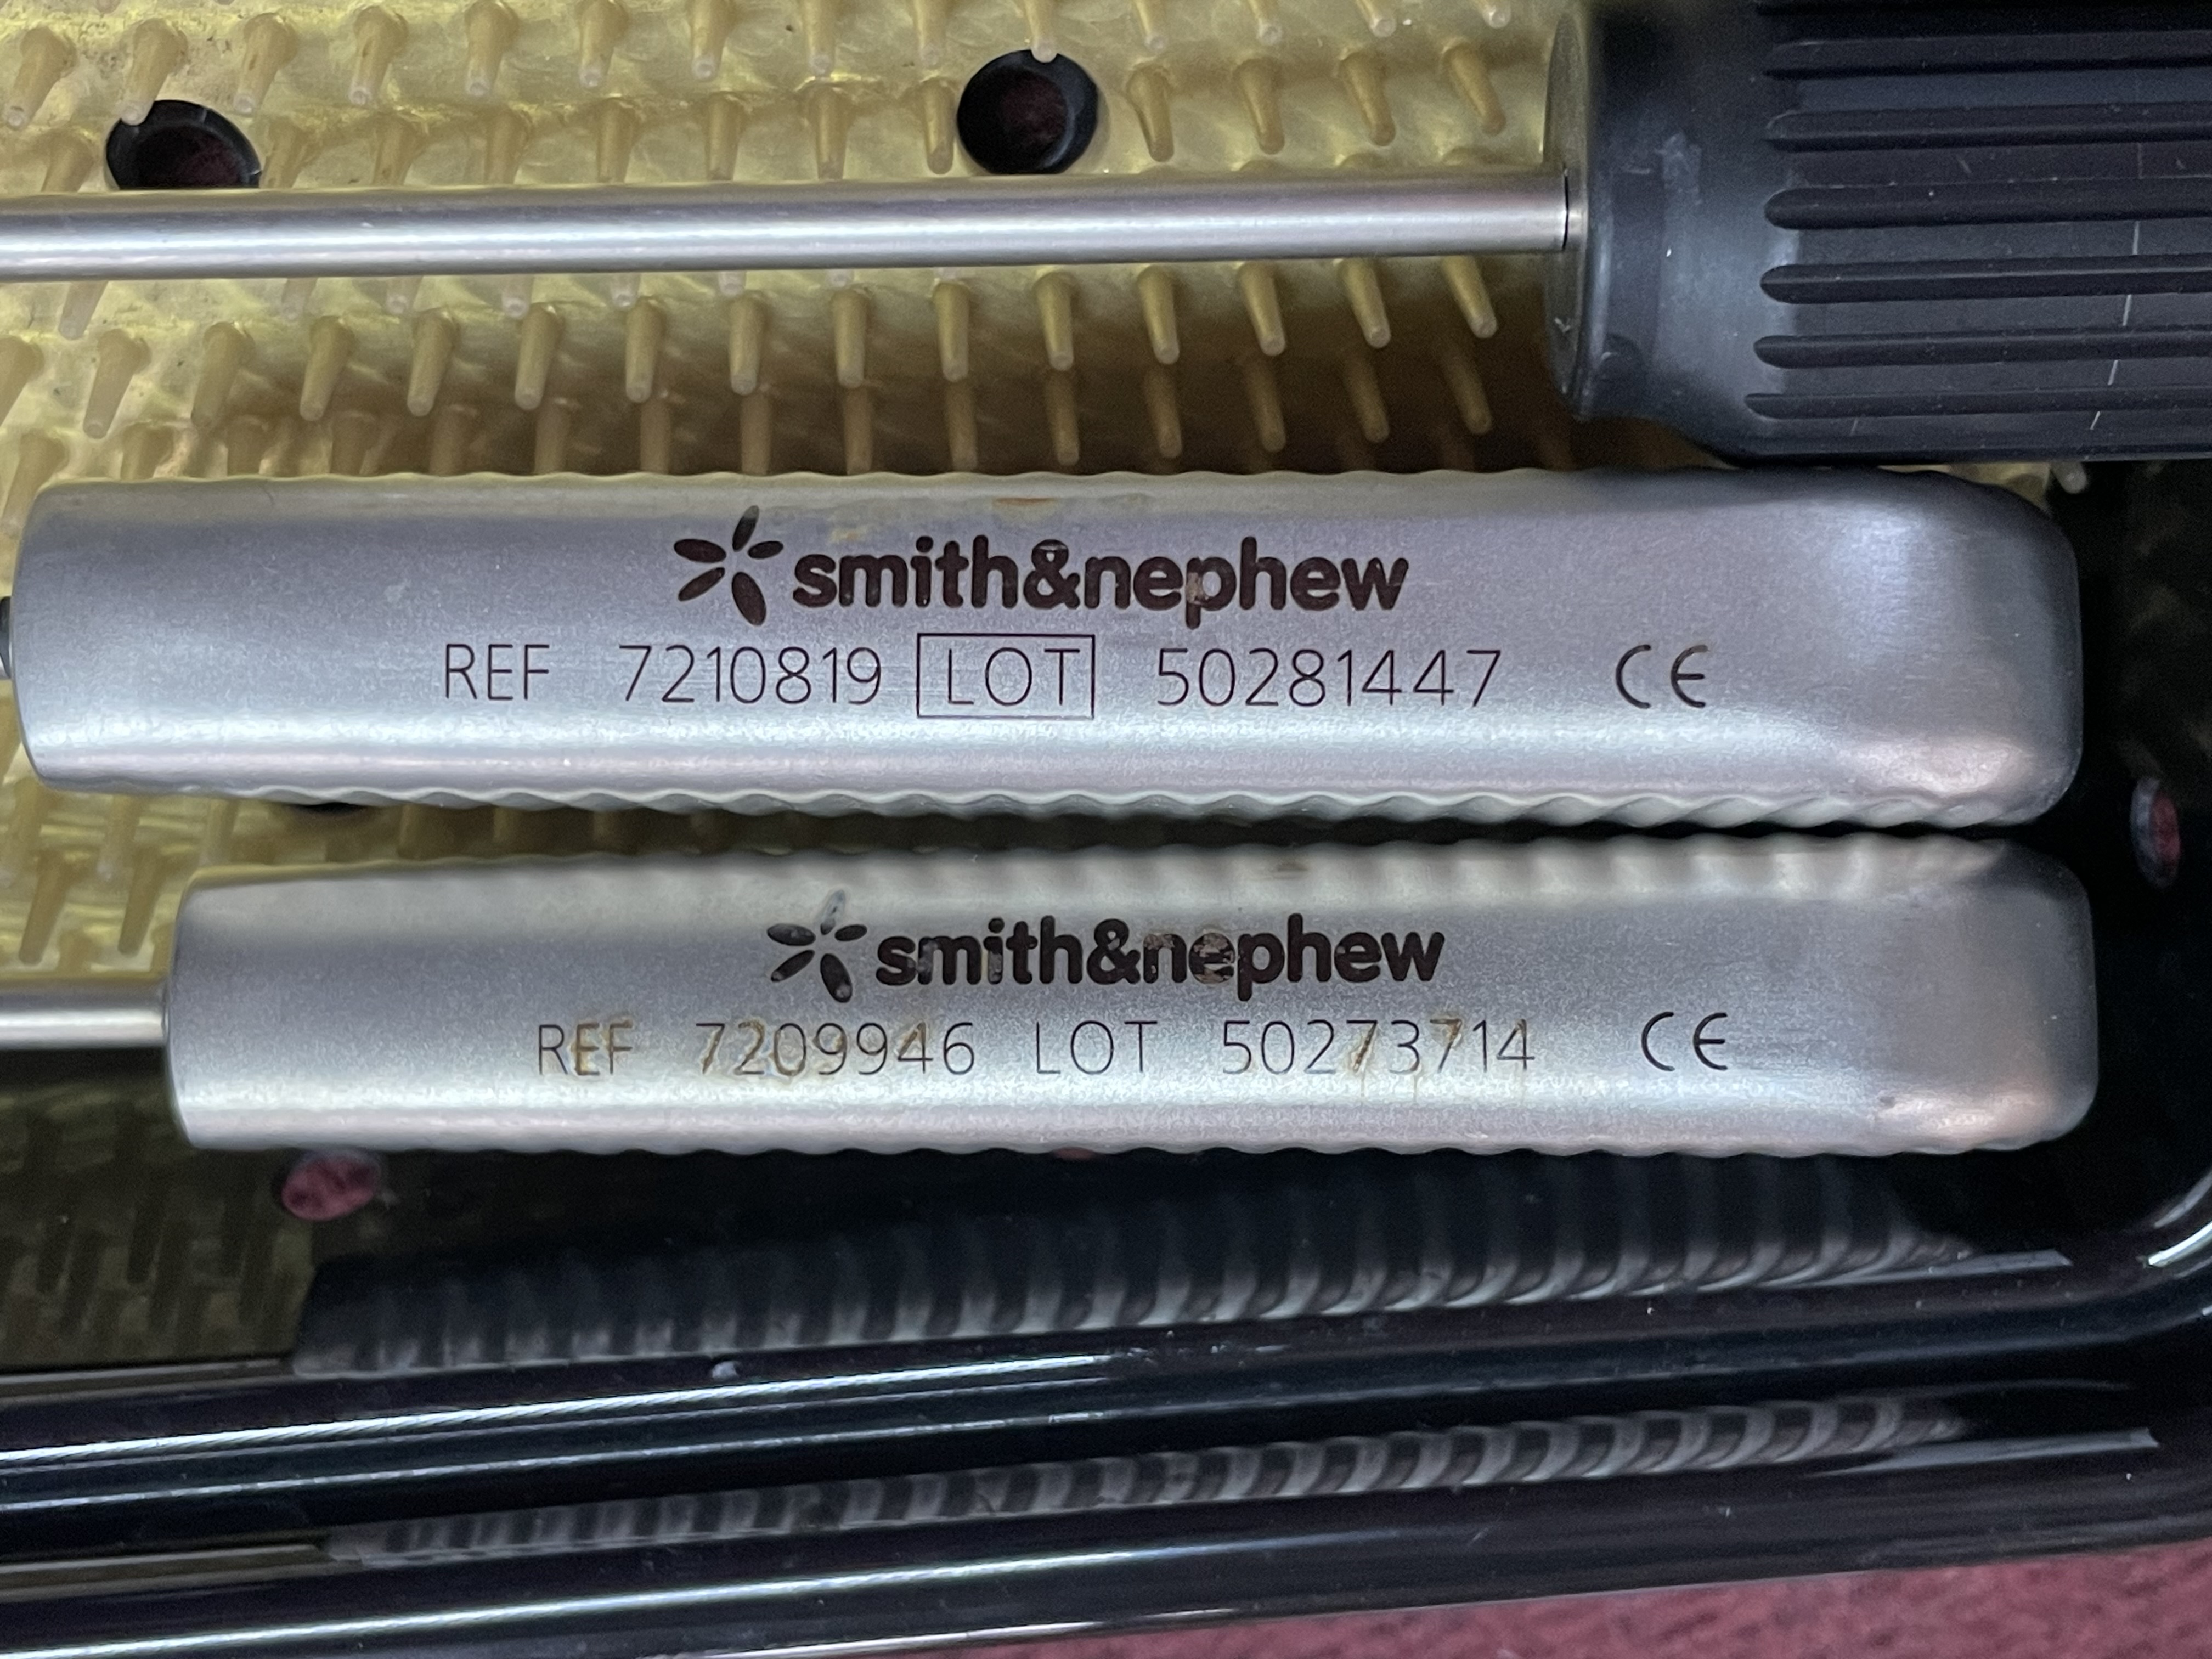 smith&nephew
REF 7210819 LOT 50281447 CE
smith&nephew
REF 7209946 LOT 50273714 CE